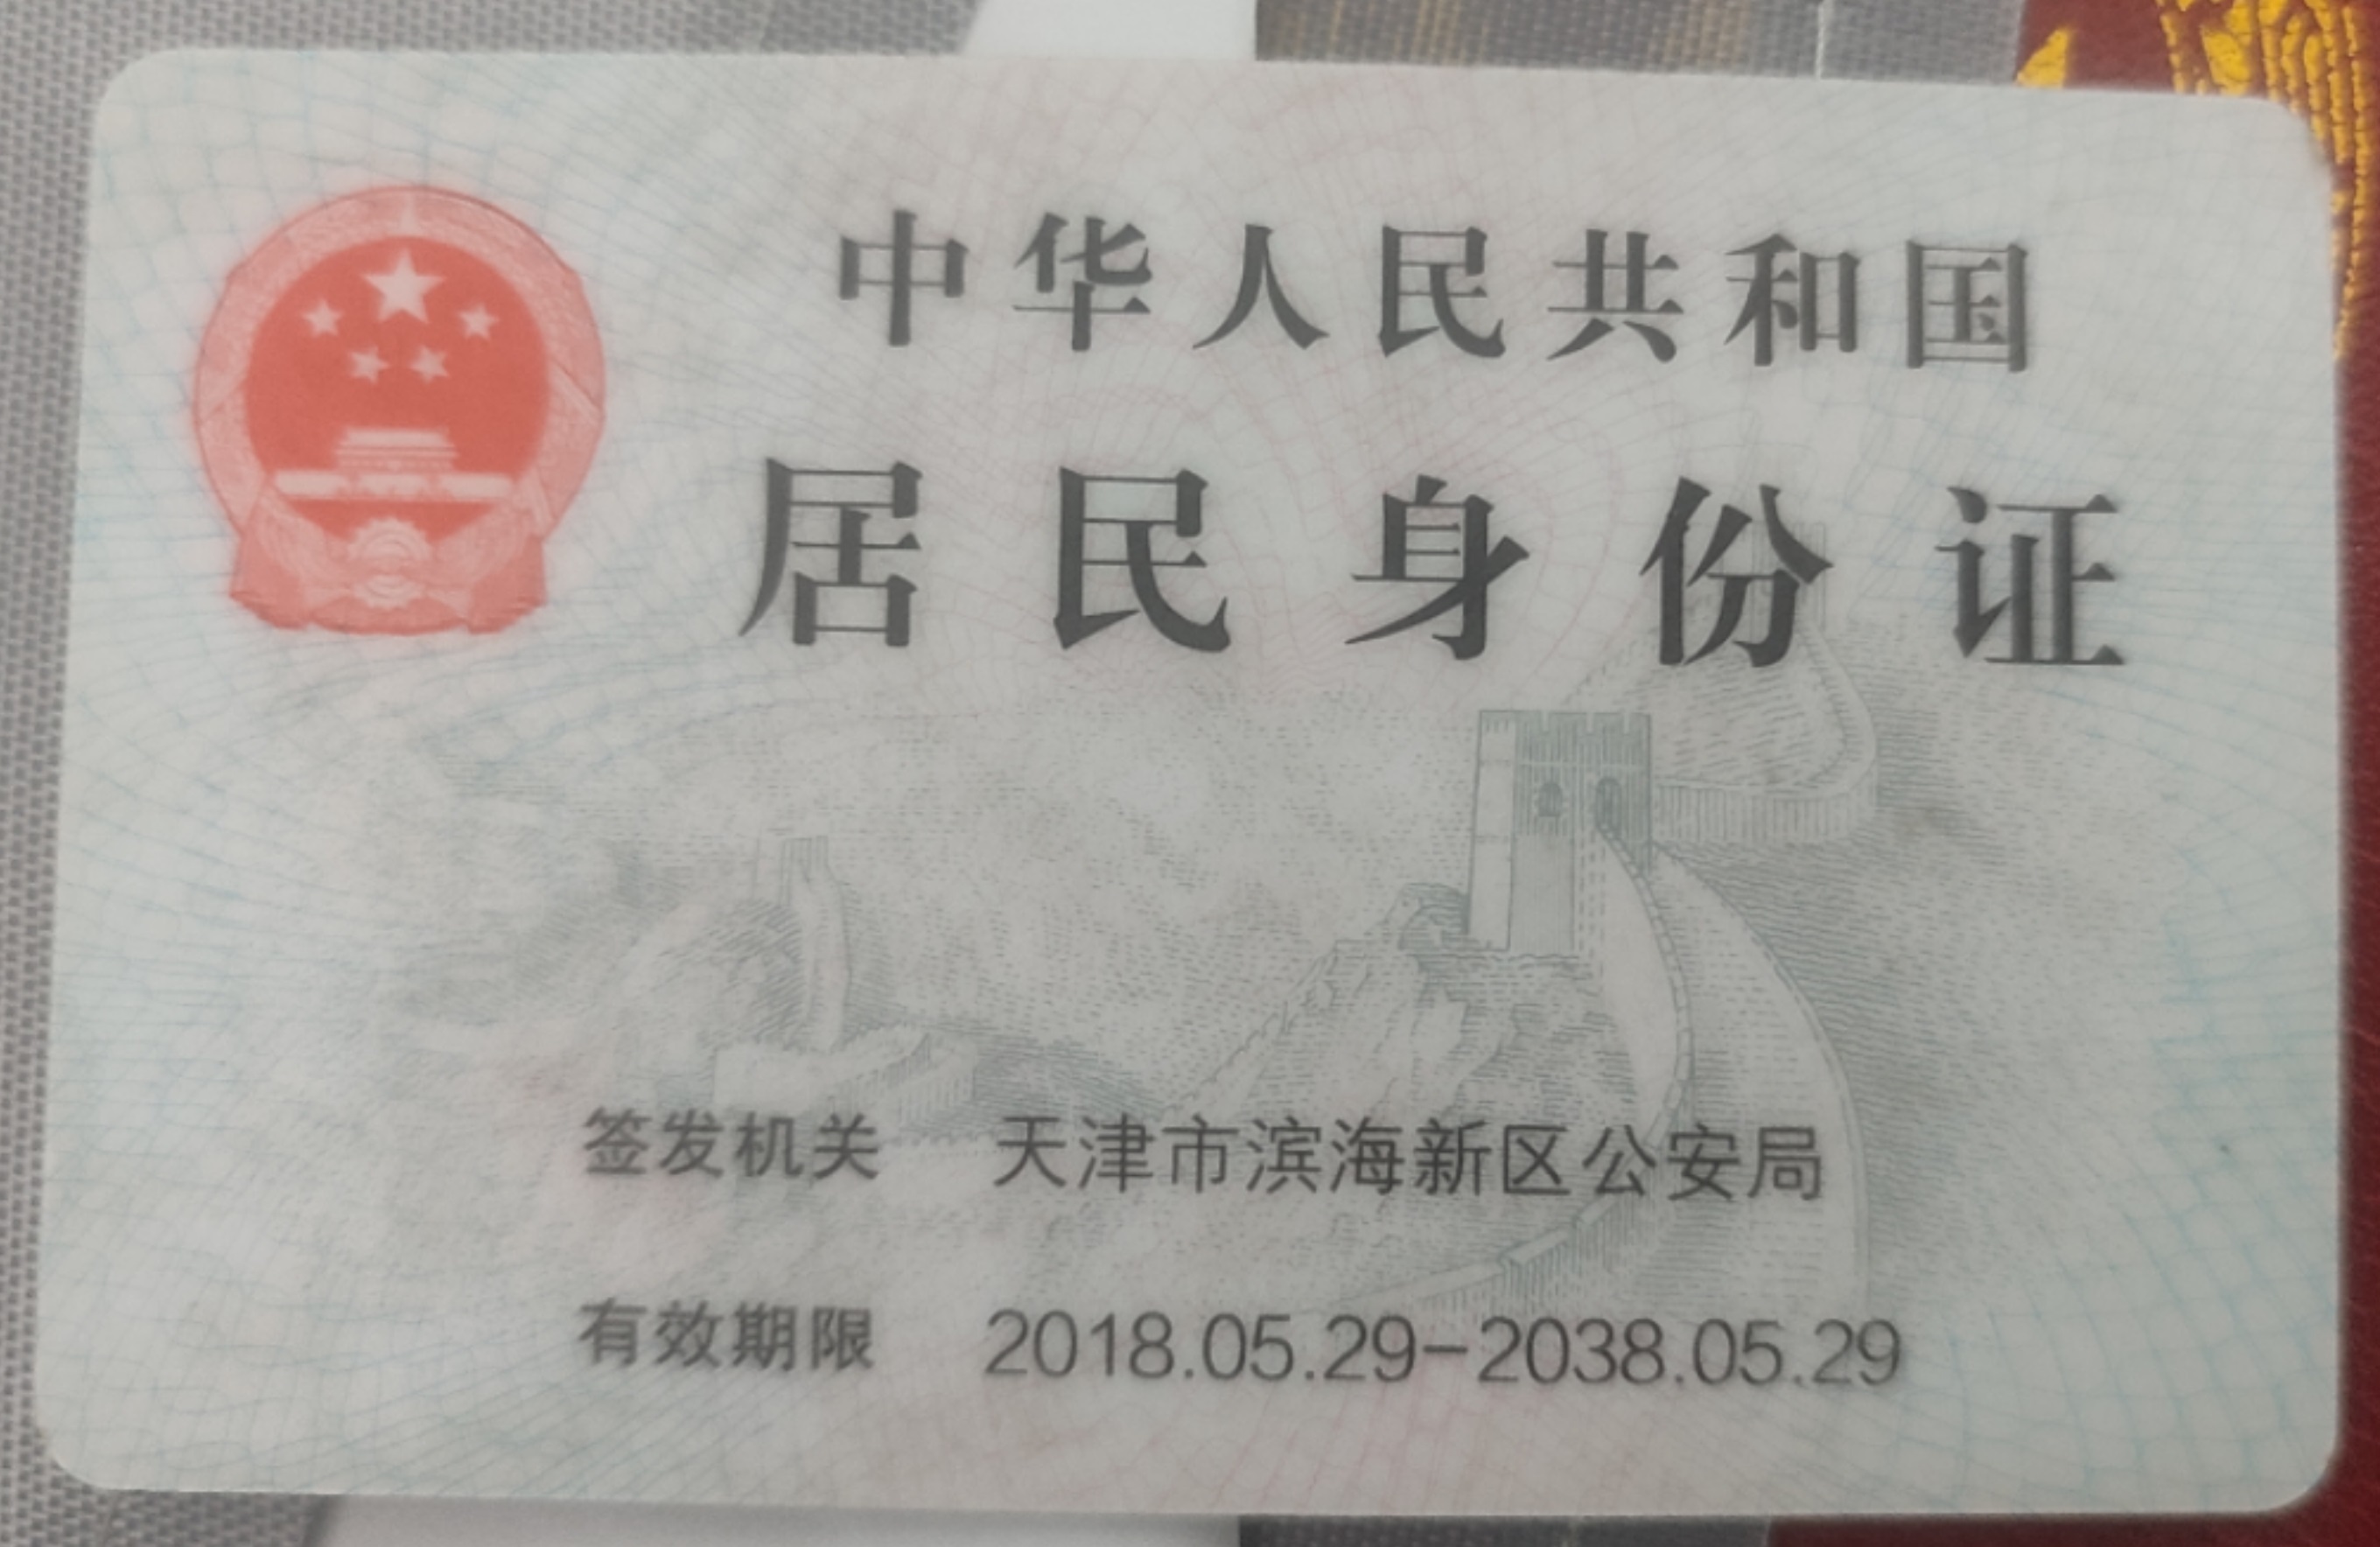 中华人民共和国
居民身份证
签发机关 天津市滨海新区公安局
有效期限 2018.05.29-2038.05.29